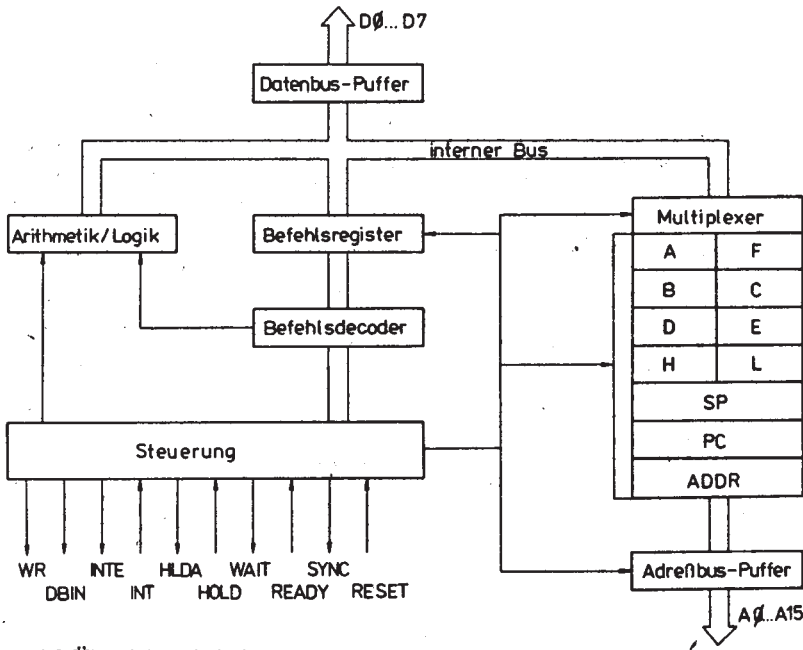 DØ... D7
Datenbus-Puffer
interner Bus
Arithmetik/Logik
Befehlsregister
Multiplexer
A F
B C
Befehlsdecoder
D E
H L
SP
Steuerung
PC
ADDR
WR INTE HLDA WAIT SYNC
DBIN INT HOLD READY RESET
Adreßbus-Puffer
AØ...A15